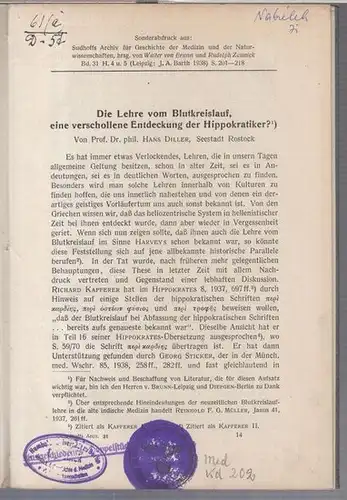 61/e
D-57
Nabielek
Sonderabdruck aus:
Sudhoffs Archiv für Geschichte der Medizin und der Natur-
wissenschaften, hrsg. von Walter von Brunn und Rudolph Zaunick
Bd. 31 H. 4 u. 5 (Leipzig: J. A. Barth 1938) S. 201—218
Die Lehre vom Blutkreislauf,
eine verschollene Entdeckung der Hippokratiker?¹)
Von Prof. Dr. phil. HANS DILLER, Seestadt Rostock
Es hat immer etwas Verlockendes, Lehren, die in unsern Tagen
allgemeine Geltung besitzen, schon in alter Zeit, sei es in An-
deutungen, sei es in deutlichen Worten, ausgesprochen zu finden.
Besonders wird man solche Lehren innerhalb von Kulturen zu
finden hoffen, die uns innerlich nahestehen und von denen ein der-
artiges geistiges Vorläufertum uns auch sonst bekannt ist. Von den
Griechen wissen wir, daß das heliozentrische System in hellenistischer
Zeit bei ihnen entdeckt wurde, dann aber wieder in Vergessenheit
geriet. Wenn sich nun zeigen sollte, daß ihnen auch die Lehre vom
Blutkreislauf im Sinne HARVEYS schon bekannt war, so könnte
diese Feststellung sich auf jene allbekannte historische Parallele
berufen²). In der Tat wurde, nach früheren mehr gelegentlichen
Behauptungen, diese These in letzter Zeit mit allem Nach-
druck vertreten und Gegenstand einer lebhaften Diskussion.
RICHARD KAPFERER hat im HIPPOKRATES 8, 1937, 697 ff.³) durch
Hinweis auf einige Stellen der hippokratischen Schriften περὶ
καρδίης, περὶ ὀστέων φύσιος und περὶ τροφῆς beweisen wollen,
„daß der Blutkreislauf bei Abfassung der hippokratischen Schriften
. . . bereits aufs genaueste bekannt war“. Dieselbe Ansicht hat er
in Teil 16 seiner HIPPOKRATES-Übersetzung ausgesprochen⁴), wo
S. 59/70 die Schrift περὶ καρδίης übertragen ist. Er hat dann
Unterstützung gefunden durch GEORG STICKER, der in der Münch.
med. Wschr. 85, 1938, 258 ff., 282 ff. und fast gleichlautend im
¹) Für Nachweis und Beschaffung von Literatur, die für diesen Aufsatz
wichtig war, bin ich den Herren v. BRUNN-Leipzig und DIEPGEN-Berlin zu Dank
verpflichtet.
²) Über entsprechende Hineindeutungen der neuzeitlichen Blutkreislauf-
lehre in die alte indische Medizin handelt REINHOLD F. G. MÜLLER, Janus 41,
1937, 261 ff.
³) Zitiert als KAPFERER I. ⁴) Zitiert als KAPFERER II.
14
med